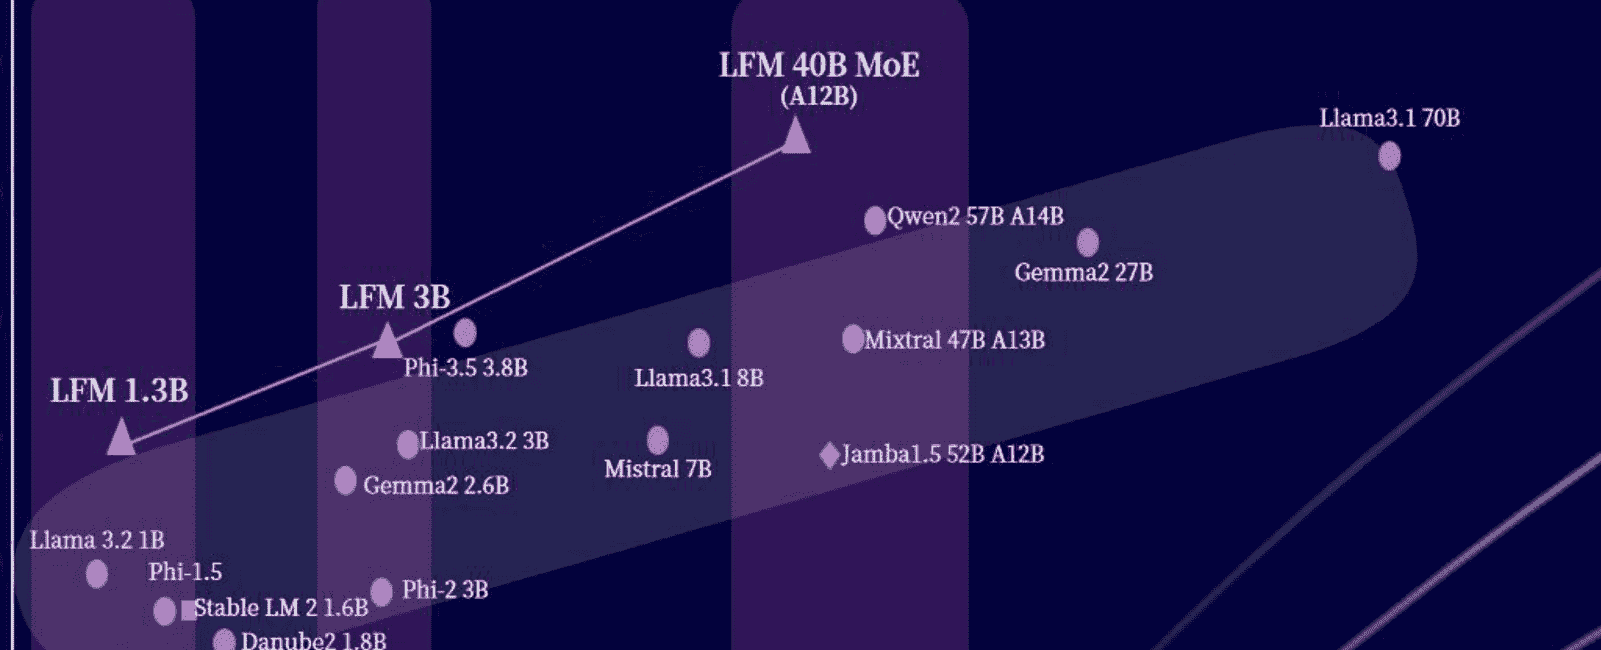 LFM 40B MoE
(A12B)
Llama3.1 70B
Qwen2 57B A14B
Gemma2 27B
LFM 3B
Phi-3.5 3.8B
Llama3.1 8B
Mixtral 47B A13B
LFM 1.3B
Llama3.2 3B
Mistral 7B
Jamba1.5 52B A12B
Gemma2 2.6B
Llama 3.2 1B
Phi-1.5
Phi-2 3B
Stable LM 2 1.6B
Danube2 1.8B